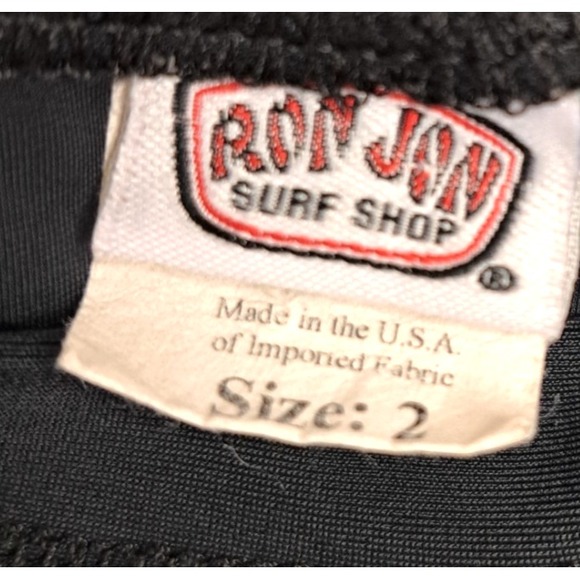 RON JON
SURF SHOP
®
Made in the U.S.A.
of Imported Fabric
Size: 2